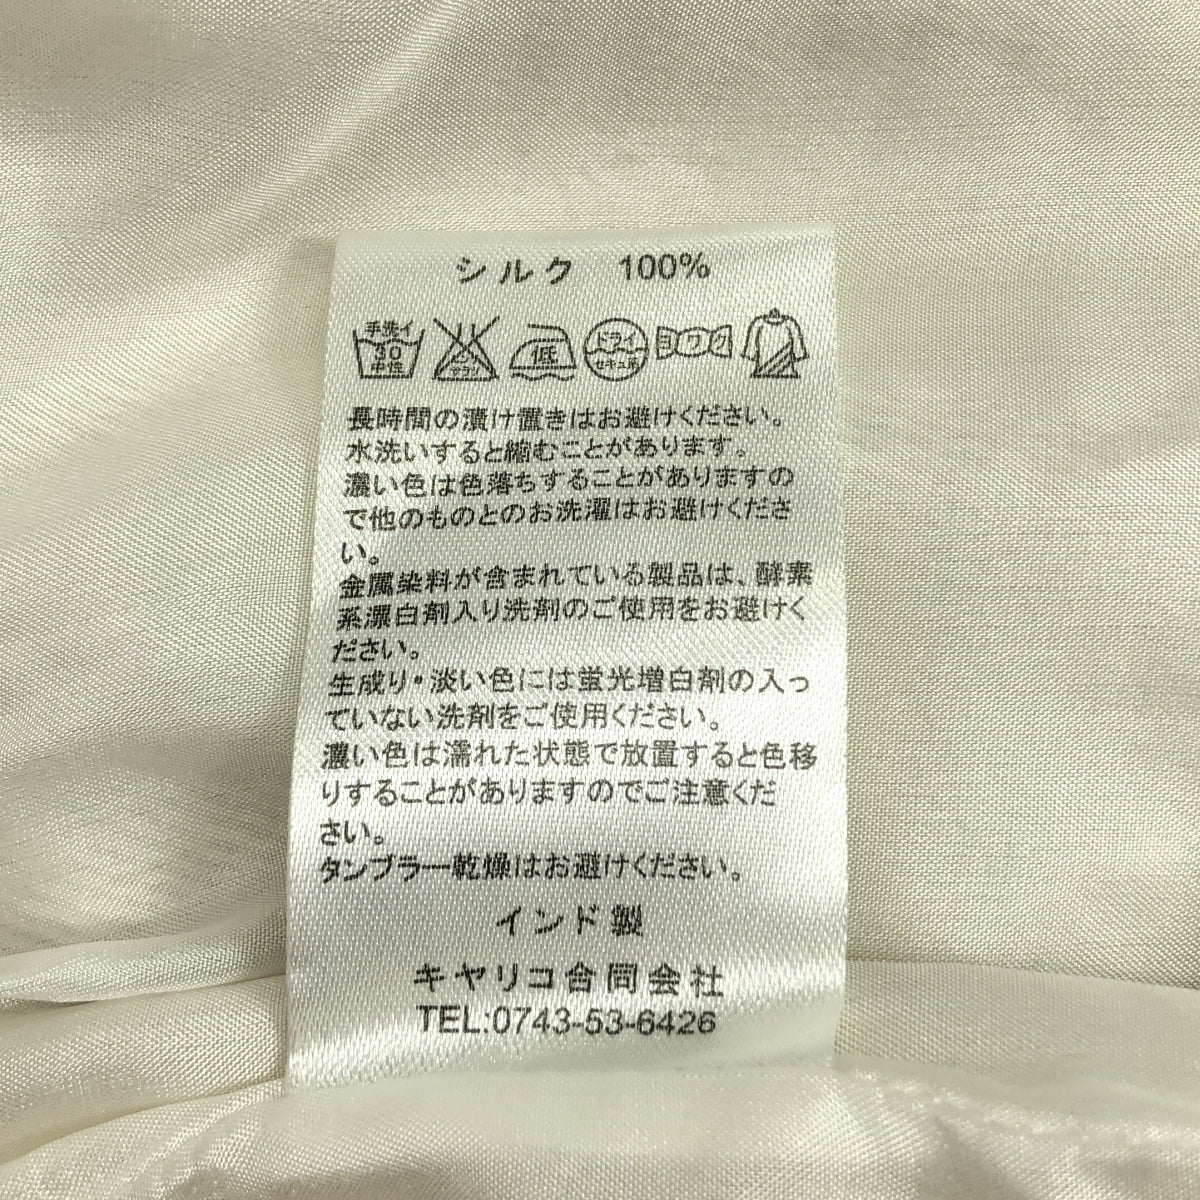 シルク 100%
手洗イ 30 中性 エンソサラシ 低 ドライ セキユ系 ヨワク
長時間の漬け置きはお避けください。
水洗いすると縮むことがあります。
濃い色は色落ちすることがありますの
で他のものとのお洗濯はお避けくださ
い。
金属染料が含まれている製品は、酵素
系漂白剤入り洗剤のご使用をお避けく
ださい。
生成り・淡い色には蛍光増白剤の入っ
ていない洗剤をご使用ください。
濃い色は濡れた状態で放置すると色移
りすることがありますのでご注意くだ
さい。
タンブラー乾燥はお避けください。
インド製
キヤリコ合同会社
TEL:0743-53-6426